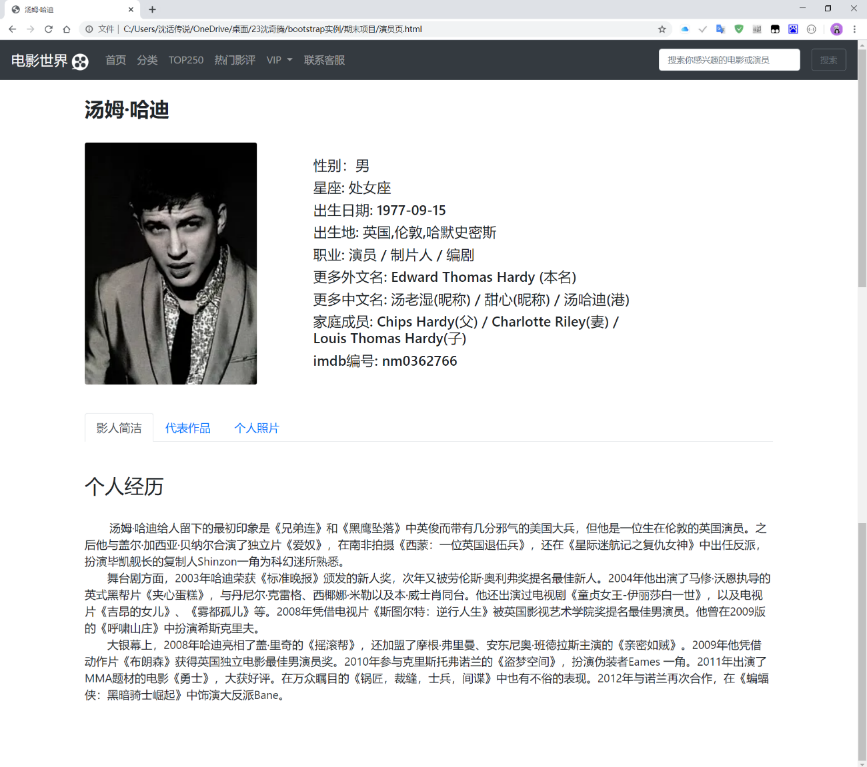 汤姆·哈迪
文件 | C:/Users/沈话传说/OneDrive/桌面/23沈奇摘/bootstrap实例/期末项目/演员页.html
电影世界 首页 分类 TOP250 热门影评 VIP 联系客服 搜索你感兴趣的电影或演员 搜索
汤姆·哈迪
性别：男
星座: 处女座
出生日期: 1977-09-15
出生地: 英国,伦敦,哈默史密斯
职业: 演员 / 制片人 / 编剧
更多外文名: Edward Thomas Hardy (本名)
更多中文名: 汤老湿(昵称) / 甜心(昵称) / 汤哈迪(港)
家庭成员: Chips Hardy(父) / Charlotte Riley(妻) /
Louis Thomas Hardy(子)
imdb编号: nm0362766
影人简洁 代表作品 个人照片
个人经历
汤姆·哈迪给人留下的最初印象是《兄弟连》和《黑鹰坠落》中英俊而带有几分邪气的美国大兵，但他是一位生在伦敦的英国演员。之
后他与盖尔·加西亚·贝纳尔合演了独立片《爱奴》，在南非拍摄《西蒙：一位英国退伍兵》，还在《星际迷航记之复仇女神》中出任反派，
扮演毕凯舰长的复制人Shinzon一角为科幻迷所熟悉。
舞台剧方面，2003年哈迪荣获《标准晚报》颁发的新人奖，次年又被劳伦斯·奥利弗奖提名最佳新人。2004年他出演了马修·沃恩执导的
英式黑帮片《夹心蛋糕》，与丹尼尔·克雷格、西椰娜·米勒以及本·威士肖同台。他还出演过电视剧《童贞女王-伊丽莎白一世》，以及电视
片《吉昂的女儿》、《雾都孤儿》等。2008年凭借电视片《斯图尔特：逆行人生》被英国影视艺术学院奖提名最佳男演员。他曾在2009版
的《呼啸山庄》中扮演希斯克里夫。
大银幕上，2008年哈迪亮相了盖·里奇的《摇滚帮》，还加盟了摩根·弗里曼、安东尼奥·班德拉斯主演的《亲密如贼》。2009年他凭借
动作片《布朗森》获得英国独立电影最佳男演员奖。2010年参与克里斯托弗诺兰的《盗梦空间》，扮演伪装者Eames 一角。2011年出演了
MMA题材的电影《勇士》，大获好评。在万众瞩目的《锅匠，裁缝，士兵，间谍》中也有不俗的表现。2012年与诺兰再次合作，在《蝙蝠
侠：黑暗骑士崛起》中饰演大反派Bane。